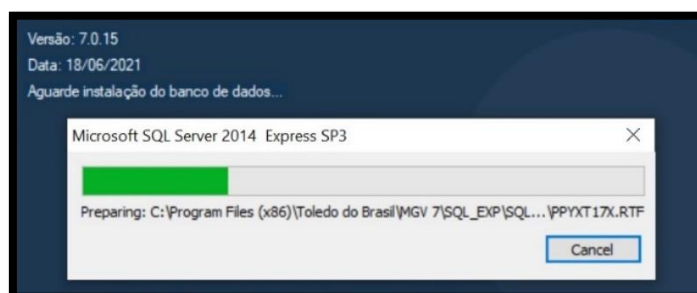 Versão: 7.0.15
Data: 18/06/2021
Aguarde instalação do banco de dados...
Microsoft SQL Server 2014 Express SP3
Preparing: C:\Program Files (x86)\Toledo do Brasil\MGV 7\SQL_EXP\SQL...\PPYXT17X.RTF
Cancel